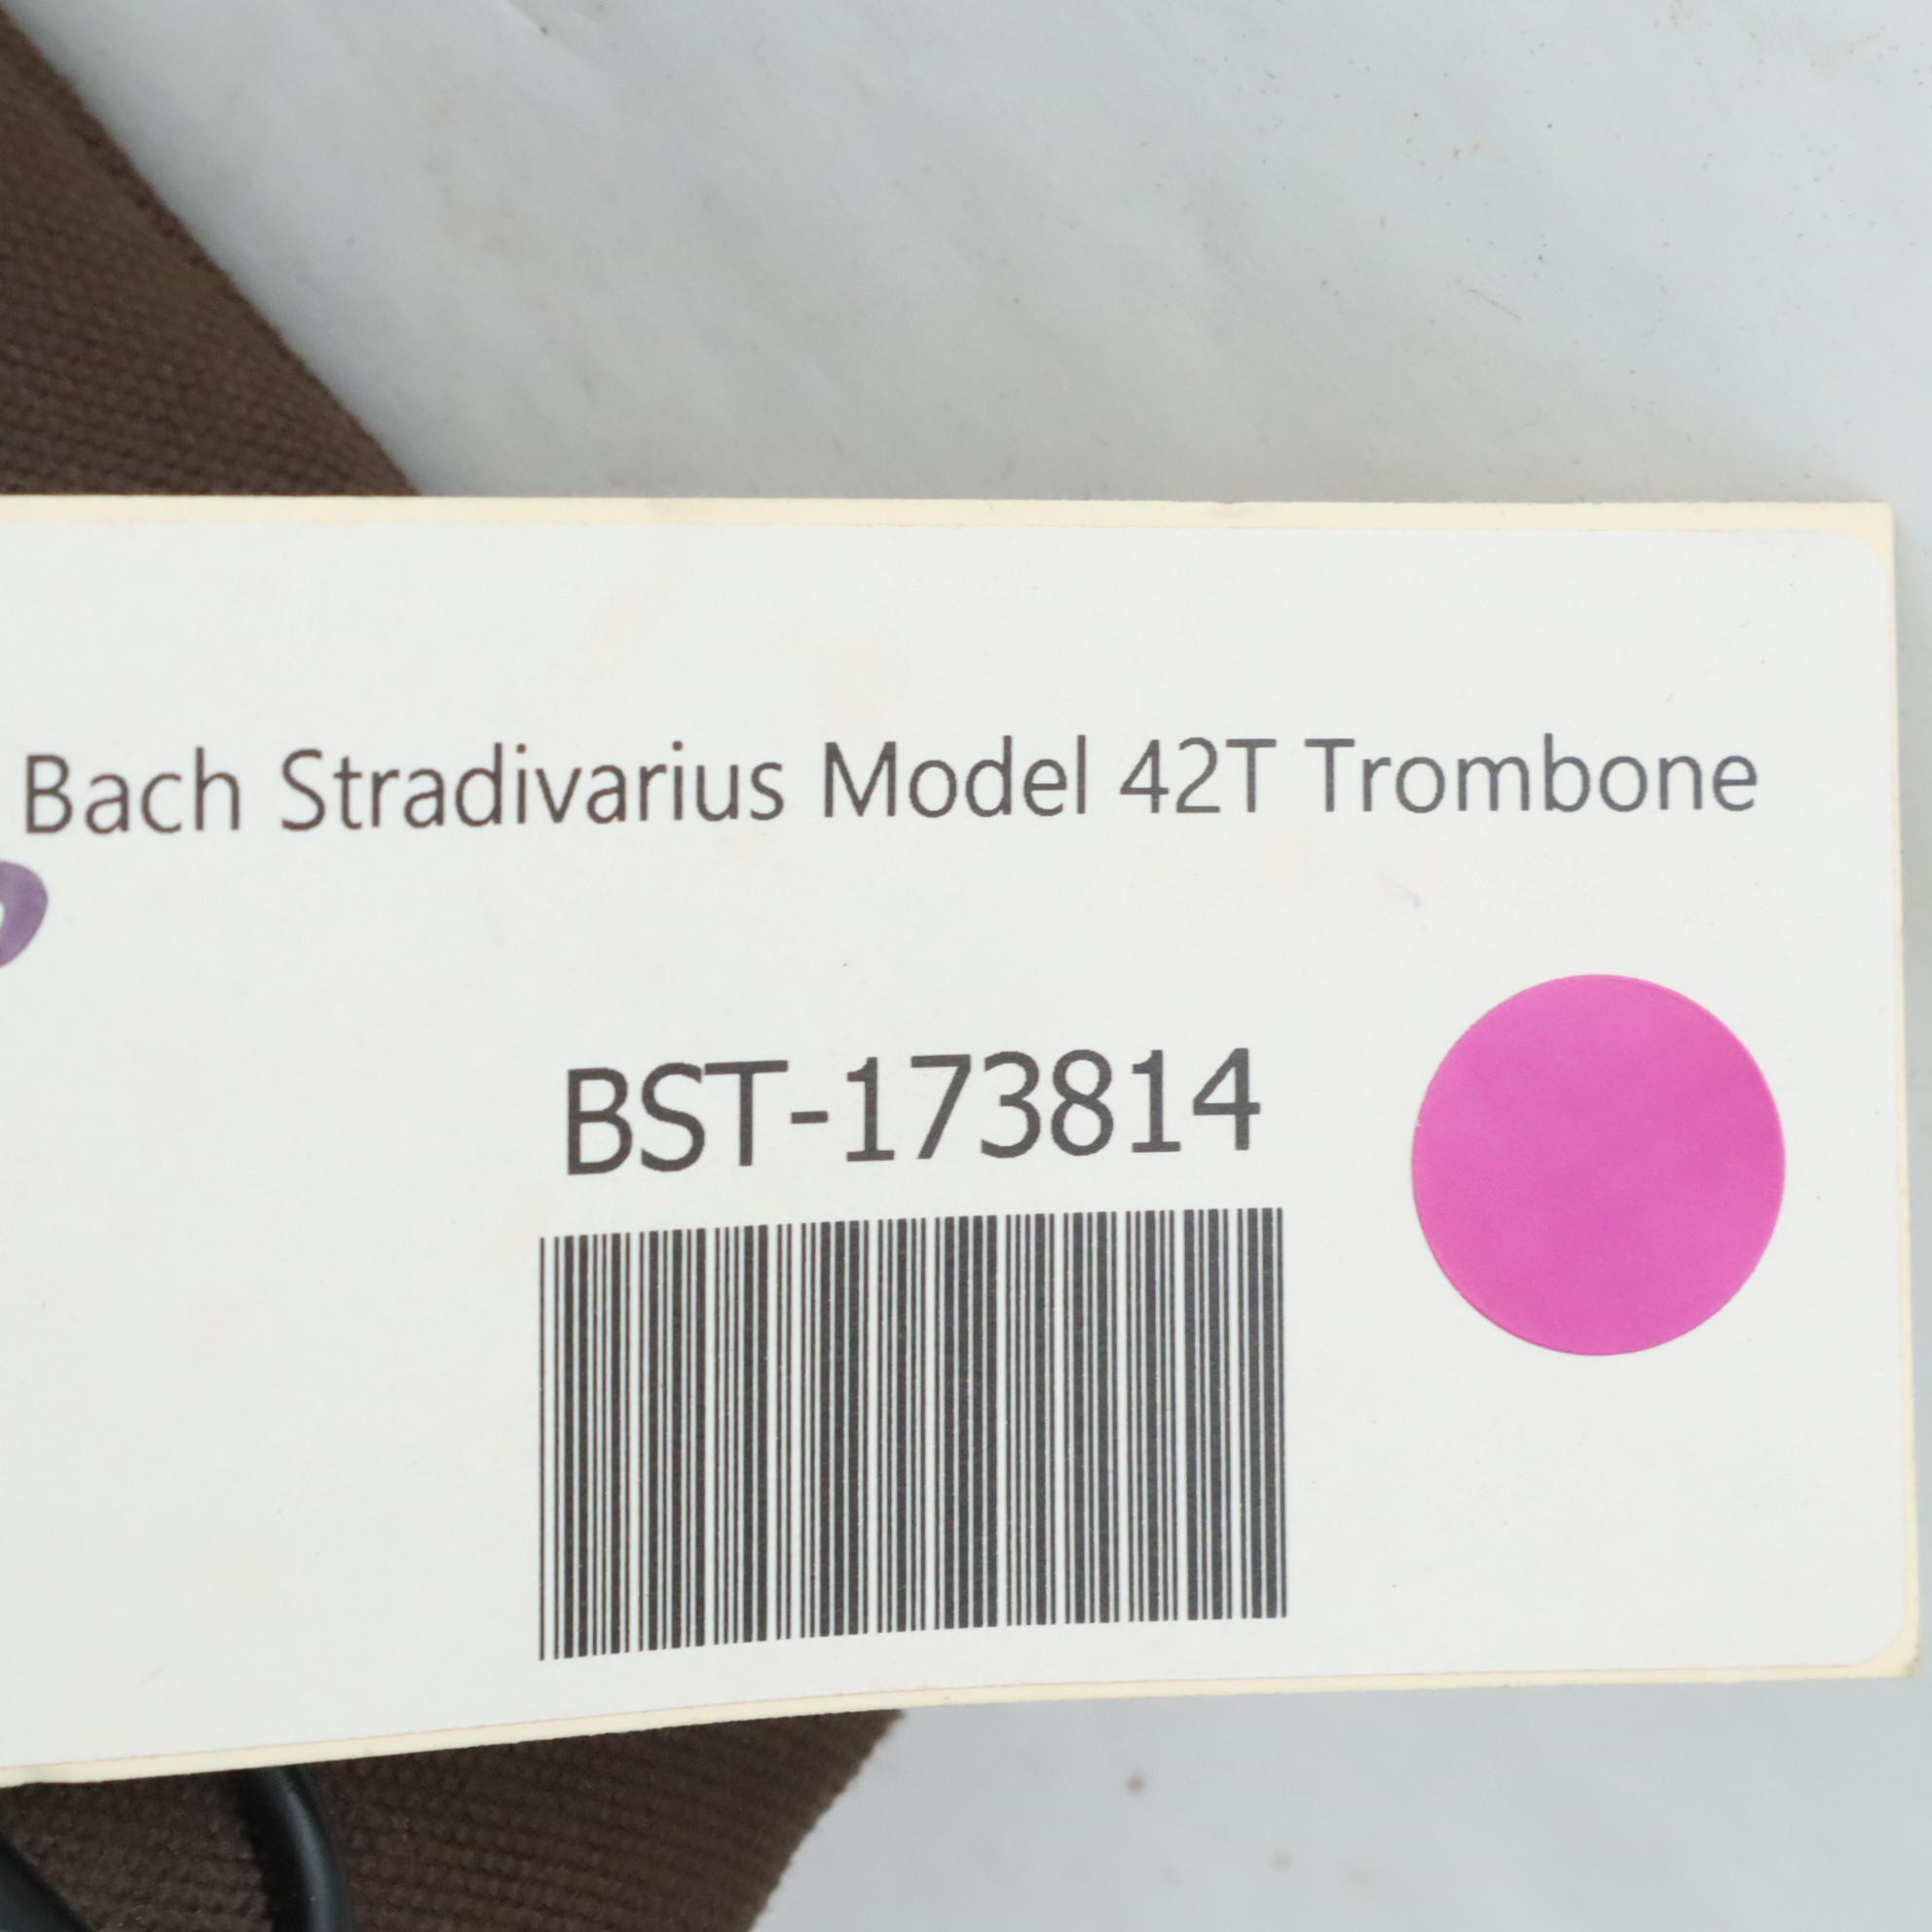 Bach Stradivarius Model 42T Trombone
BST-173814